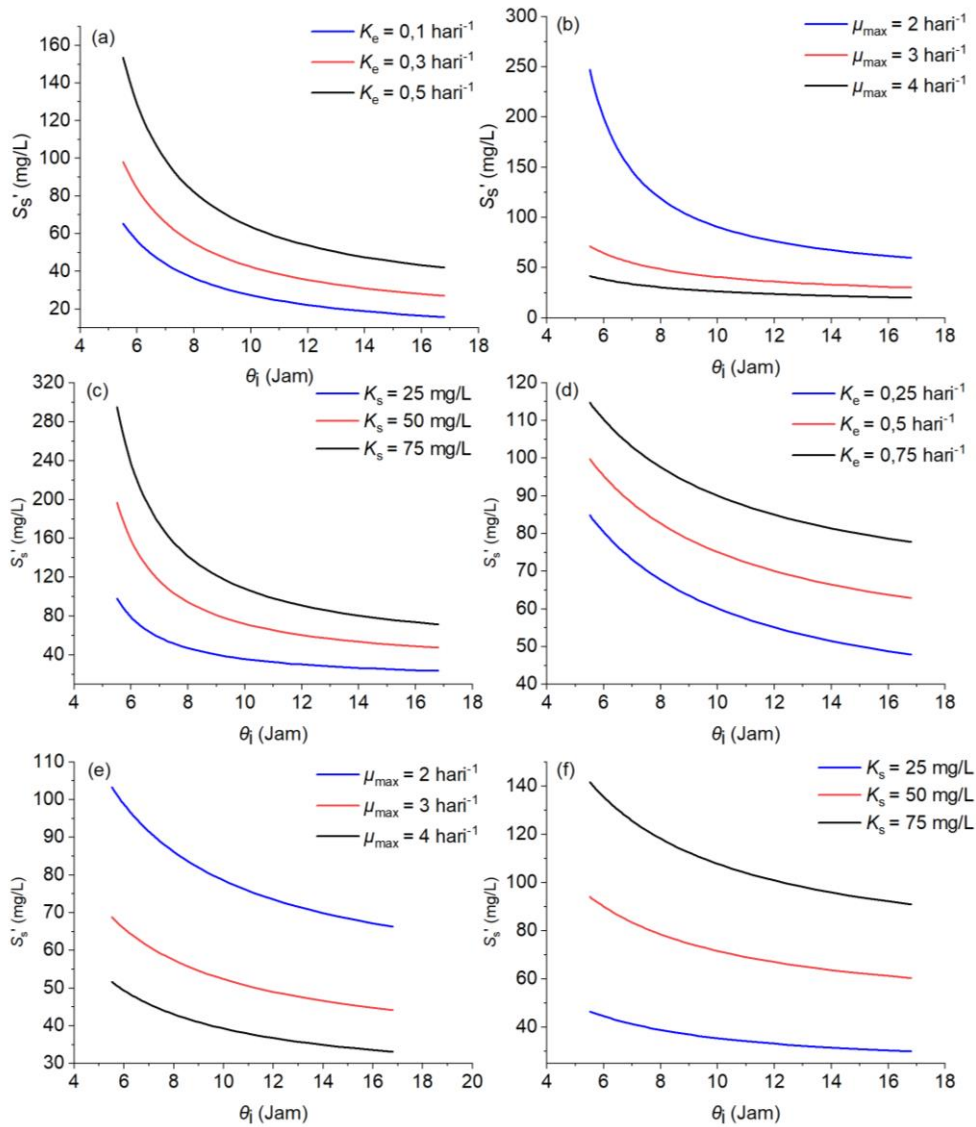 (a)
Kₑ = 0,1 hari⁻¹
Kₑ = 0,3 hari⁻¹
Kₑ = 0,5 hari⁻¹
160
140
120
100
80
60
40
20
4 6 8 10 12 14 16 18
Sₛ' (mg/L)
θᵢ (Jam)
(b)
μₘₐₓ = 2 hari⁻¹
μₘₐₓ = 3 hari⁻¹
μₘₐₓ = 4 hari⁻¹
300
250
200
150
100
50
0
4 6 8 10 12 14 16 18
Sₛ' (mg/L)
θᵢ (Jam)
(c)
Kₛ = 25 mg/L
Kₛ = 50 mg/L
Kₛ = 75 mg/L
320
280
240
200
160
120
80
40
4 6 8 10 12 14 16 18
Sₛ' (mg/L)
θᵢ (Jam)
(d)
Kₑ = 0,25 hari⁻¹
Kₑ = 0,5 hari⁻¹
Kₑ = 0,75 hari⁻¹
120
110
100
90
80
70
60
50
40
4 6 8 10 12 14 16 18
Sₛ' (mg/L)
θᵢ (Jam)
(e)
μₘₐₓ = 2 hari⁻¹
μₘₐₓ = 3 hari⁻¹
μₘₐₓ = 4 hari⁻¹
110
100
90
80
70
60
50
40
30
4 6 8 10 12 14 16 18 20
Sₛ' (mg/L)
θᵢ (Jam)
(f)
Kₛ = 25 mg/L
Kₛ = 50 mg/L
Kₛ = 75 mg/L
140
120
100
80
60
40
4 6 8 10 12 14 16 18
Sₛ' (mg/L)
θᵢ (Jam)